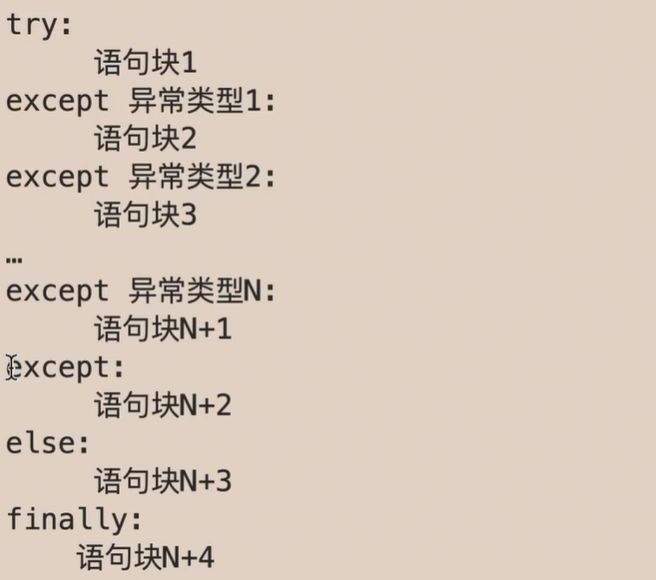 try:
语句块1
except 异常类型1:
语句块2
except 异常类型2:
语句块3
…
except 异常类型N:
语句块N+1
except:
语句块N+2
else:
语句块N+3
finally:
语句块N+4